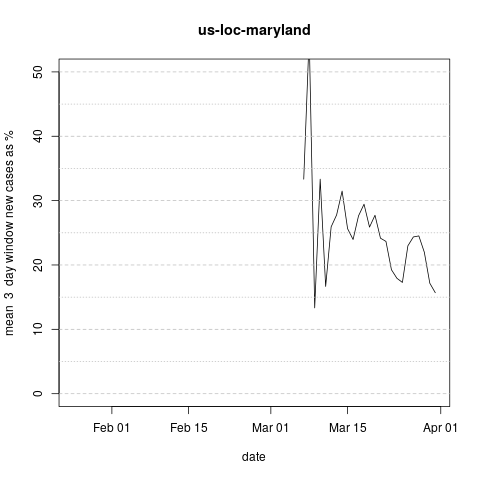 us-loc-maryland
mean  3  day window new cases as %
50
40
30
20
10
0
Feb 01
Feb 15
Mar 01
Mar 15
Apr 01
date